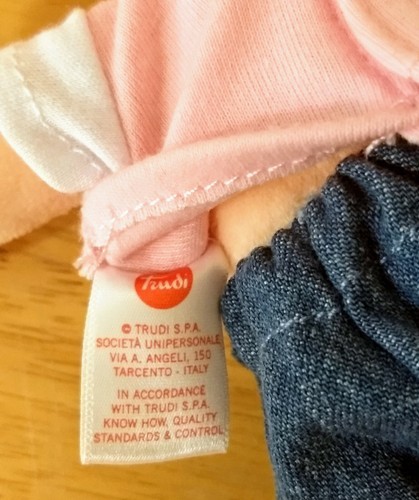 Trudi
© TRUDI S.P.A.
SOCIETÀ UNIPERSONALE
VIA A. ANGELI, 150
TARCENTO - ITALY
IN ACCORDANCE
WITH TRUDI S.P.A.
KNOW HOW, QUALITY
STANDARDS & CONTROL